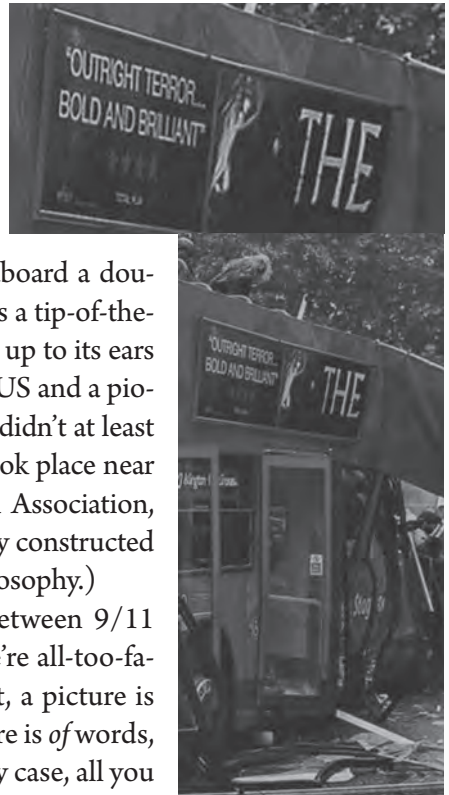 "OUTRIGHT TERROR...
BOLD AND BRILLIANT"
THE
board a dou-
s a tip-of-the-
up to its ears
US and a pio-
didn't at least
ook place near
Association,
y constructed
osophy.)
etween 9/11
're all-too-fa-
t, a picture is
re is of words,
y case, all you
"OUTRIGHT TERROR...
BOLD AND BRILLIANT"
THE
Stag